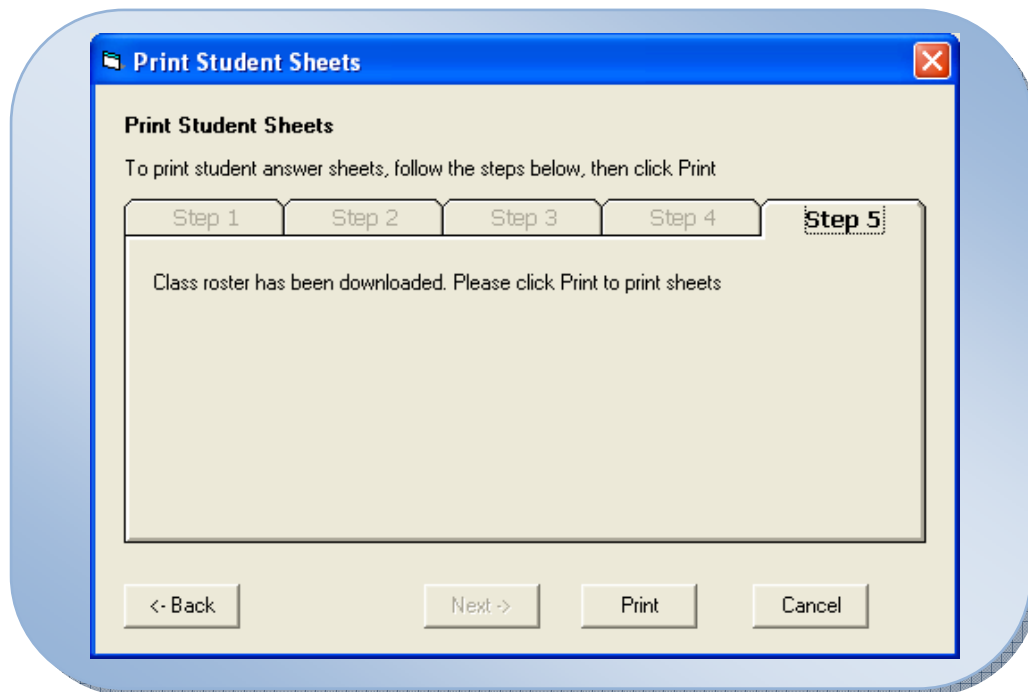 Print Student Sheets
Print Student Sheets
To print student answer sheets, follow the steps below, then click Print
Step 1 Step 2 Step 3 Step 4 Step 5
Class roster has been downloaded. Please click Print to print sheets
<- Back Next -> Print Cancel